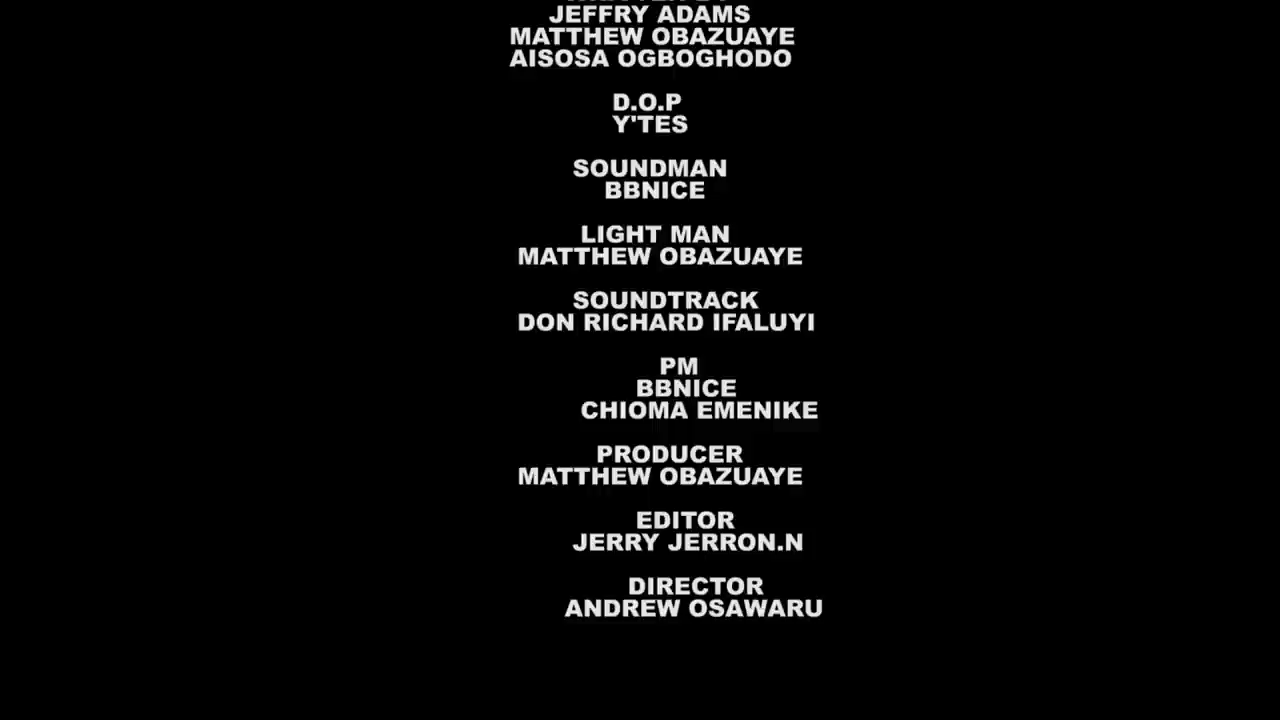 JEFFRY ADAMS
MATTHEW OBAZUAYE
AISOSA OGBOGHODO
D.O.P
Y'TES
SOUNDMAN
BBNICE
LIGHT MAN
MATTHEW OBAZUAYE
SOUNDTRACK
DON RICHARD IFALUYI
PM
BBNICE
CHIOMA EMENIKE
PRODUCER
MATTHEW OBAZUAYE
EDITOR
JERRY JERRON.N
DIRECTOR
ANDREW OSAWARU